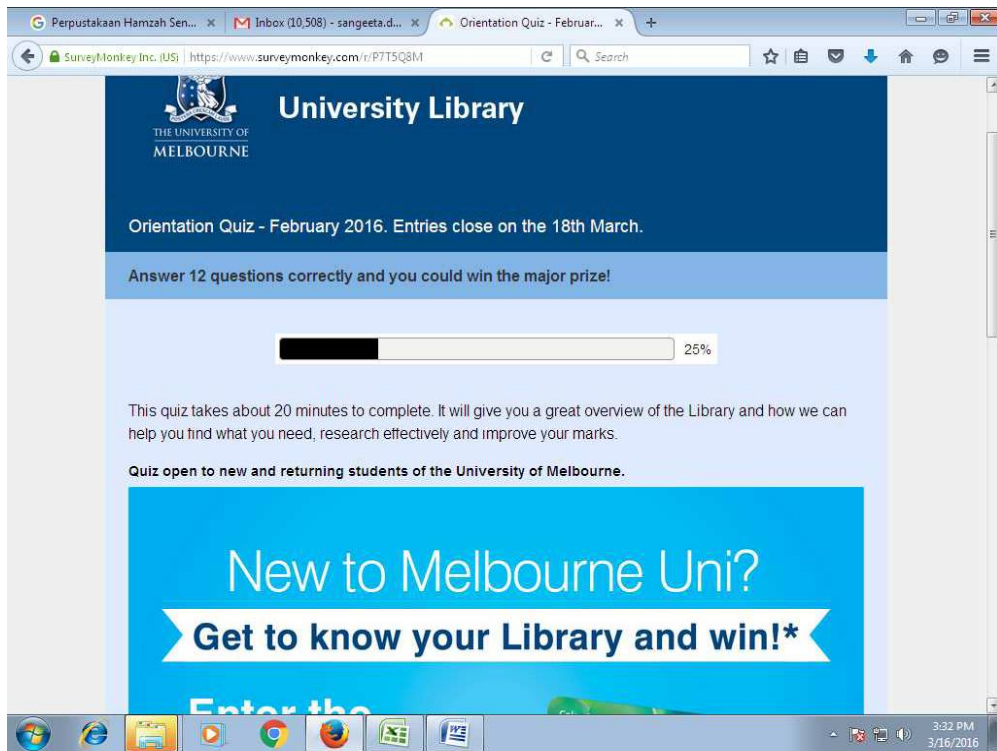 Perpustakaan Hamzah Sen...
Inbox (10,508) - sangeeta.d...
Orientation Quiz - Februar...
SurveyMonkey Inc. (US)
https://www.surveymonkey.com/r/P7T5Q8M
Search
THE UNIVERSITY OF
MELBOURNE
University Library
Orientation Quiz - February 2016. Entries close on the 18th March.
Answer 12 questions correctly and you could win the major prize!
25%
This quiz takes about 20 minutes to complete. It will give you a great overview of the Library and how we can
help you find what you need, research effectively and improve your marks.
Quiz open to new and returning students of the University of Melbourne.
New to Melbourne Uni?
Get to know your Library and win!*
Enter the
3:32 PM
3/16/2016